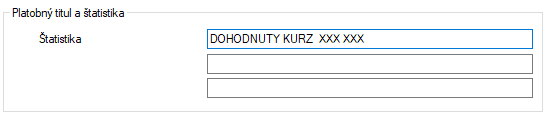 Platobný titul a štatistika
Štatistika
DOHODNUTY KURZ  XXX XXX